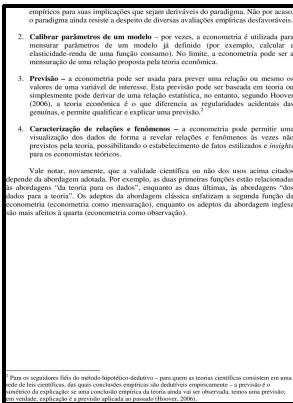 empíricos para suas implicações que sejam deriváveis do paradigma. Não por acaso,
o paradigma ainda resiste a despeito de diversas avaliações empíricas desfavoráveis.
2. Calibrar parâmetros de um modelo – por vezes, a econometria é utilizada para
mensurar parâmetros de um modelo já definido (por exemplo, calcular a
elasticidade-renda de uma função consumo). No limite, a econometria pode ser a
mensuração de uma relação proposta pela teoria econômica.
3. Previsão – a econometria pode ser usada para prever uma relação ou mesmo os
valores de uma variável de interesse. Esta previsão pode ser baseada em teoria ou
simplesmente pode derivar de uma relação estatística, no entanto, segundo Hoover
(2006), a teoria econômica é o que diferencia as regularidades acidentais das
genuínas, e permite qualificar e explicar uma previsão.2
4. Caracterização de relações e fenômenos – a econometria pode permitir uma
visualização dos dados de forma a revelar relações e fenômenos às vezes não
previstos pela teoria, possibilitando o estabelecimento de fatos estilizados e insights
para os economistas teóricos.
Vale notar, novamente, que a validade científica ou não dos usos acima citados
depende da abordagem adotada. Por exemplo, as duas primeiras funções estão relacionadas
às abordagens "da teoria para os dados", enquanto as duas últimas, às abordagens "dos
dados para a teoria". Os adeptos da abordagem clássica enfatizam a segunda função da
econometria (econometria como mensuração), enquanto os adeptos da abordagem inglesa
são mais afeitos à quarta (econometria como observação).
2 Para os seguidores fiéis do método hipotético-dedutivo – para quem as teorias científicas consistem em uma
rede de leis científicas, das quais conclusões empíricas são dedutíveis empiricamente – a previsão é o
simétrico da explicação: se uma conclusão empírica da teoria ainda vai ser observada, temos uma previsão;
em verdade, explicação é a previsão aplicada ao passado (Hoover, 2006).